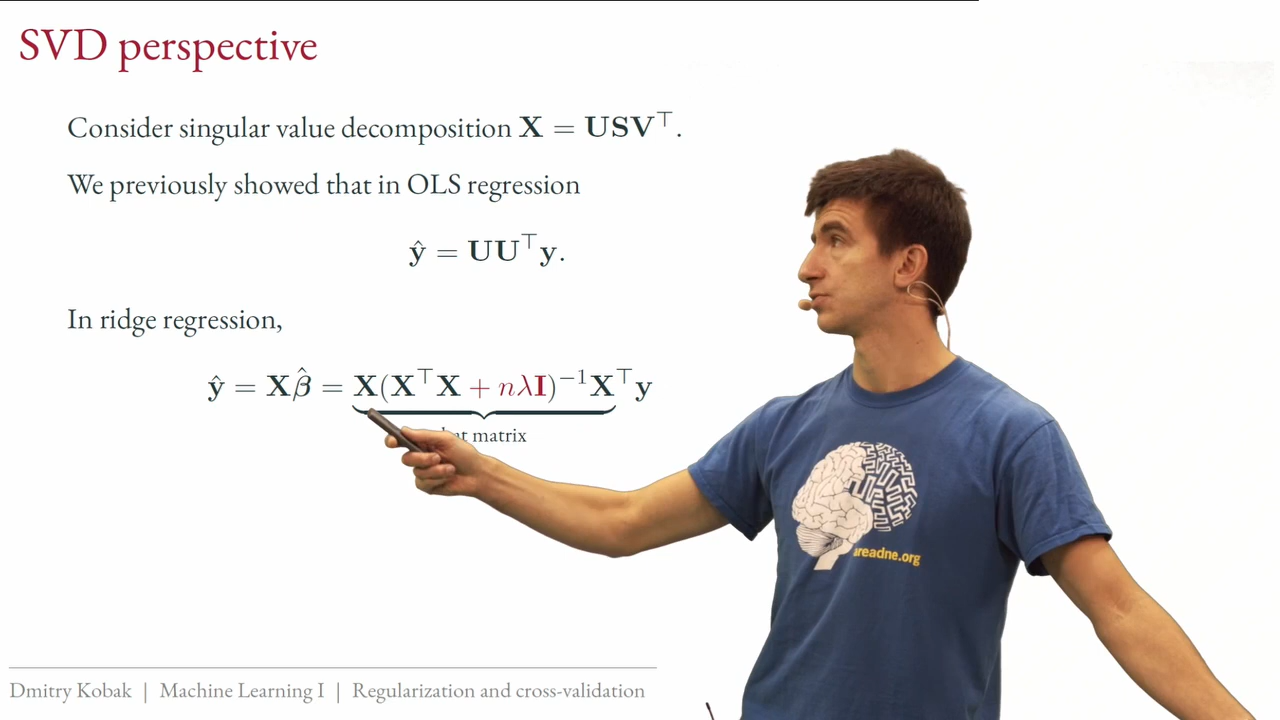 SVD perspective
Consider singular value decomposition X = USV⊤.
We previously showed that in OLS regression
ŷ = UU⊤y.
In ridge regression,
ŷ = Xβ̂ = X(X⊤X + nλI)⁻¹X⊤y
matrix
areadne.org
Dmitry Kobak | Machine Learning I | Regularization and cross-validation